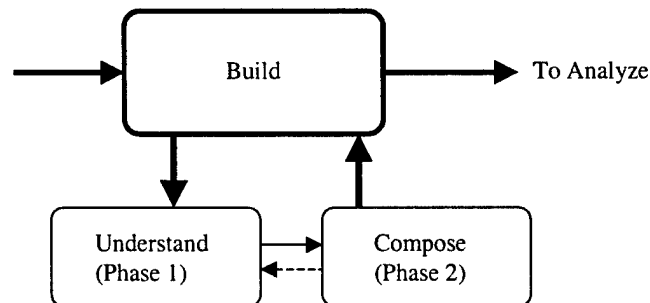 Build
To Analyze
Understand
(Phase 1)
Compose
(Phase 2)